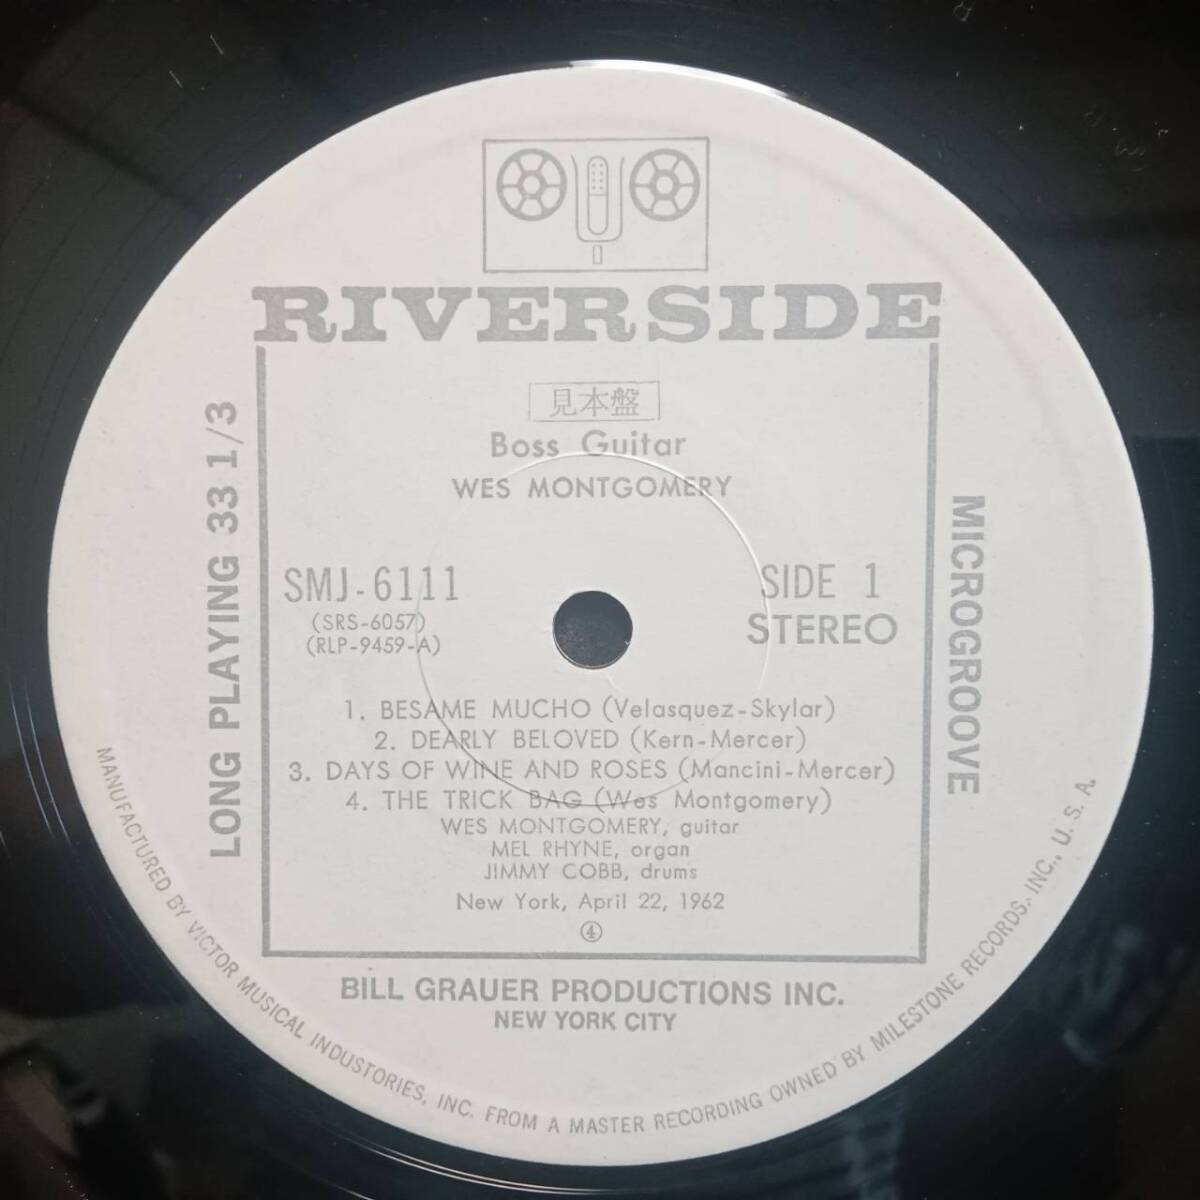 RIVERSIDE
見本盤
Boss Guitar
WES MONTGOMERY
LONG PLAYING 33 1/3
MICROGROOVE
SMJ-6111
(SRS-6057)
(RLP-9459-A)
SIDE 1
STEREO
1. BESAME MUCHO (Velasquez-Skylar)
2. DEARLY BELOVED (Kern-Mercer)
3. DAYS OF WINE AND ROSES (Mancini-Mercer)
4. THE TRICK BAG (Wes Montgomery)
WES MONTGOMERY, guitar
MEL RHYNE, organ
JIMMY COBB, drums
New York, April 22, 1962
④
BILL GRAUER PRODUCTIONS INC.
NEW YORK CITY
MANUFACTURED BY VICTOR MUSICAL INDUSTORIES, INC. FROM A MASTER RECORDING OWNED BY MILESTONE RECORDS, INC., U. S. A.